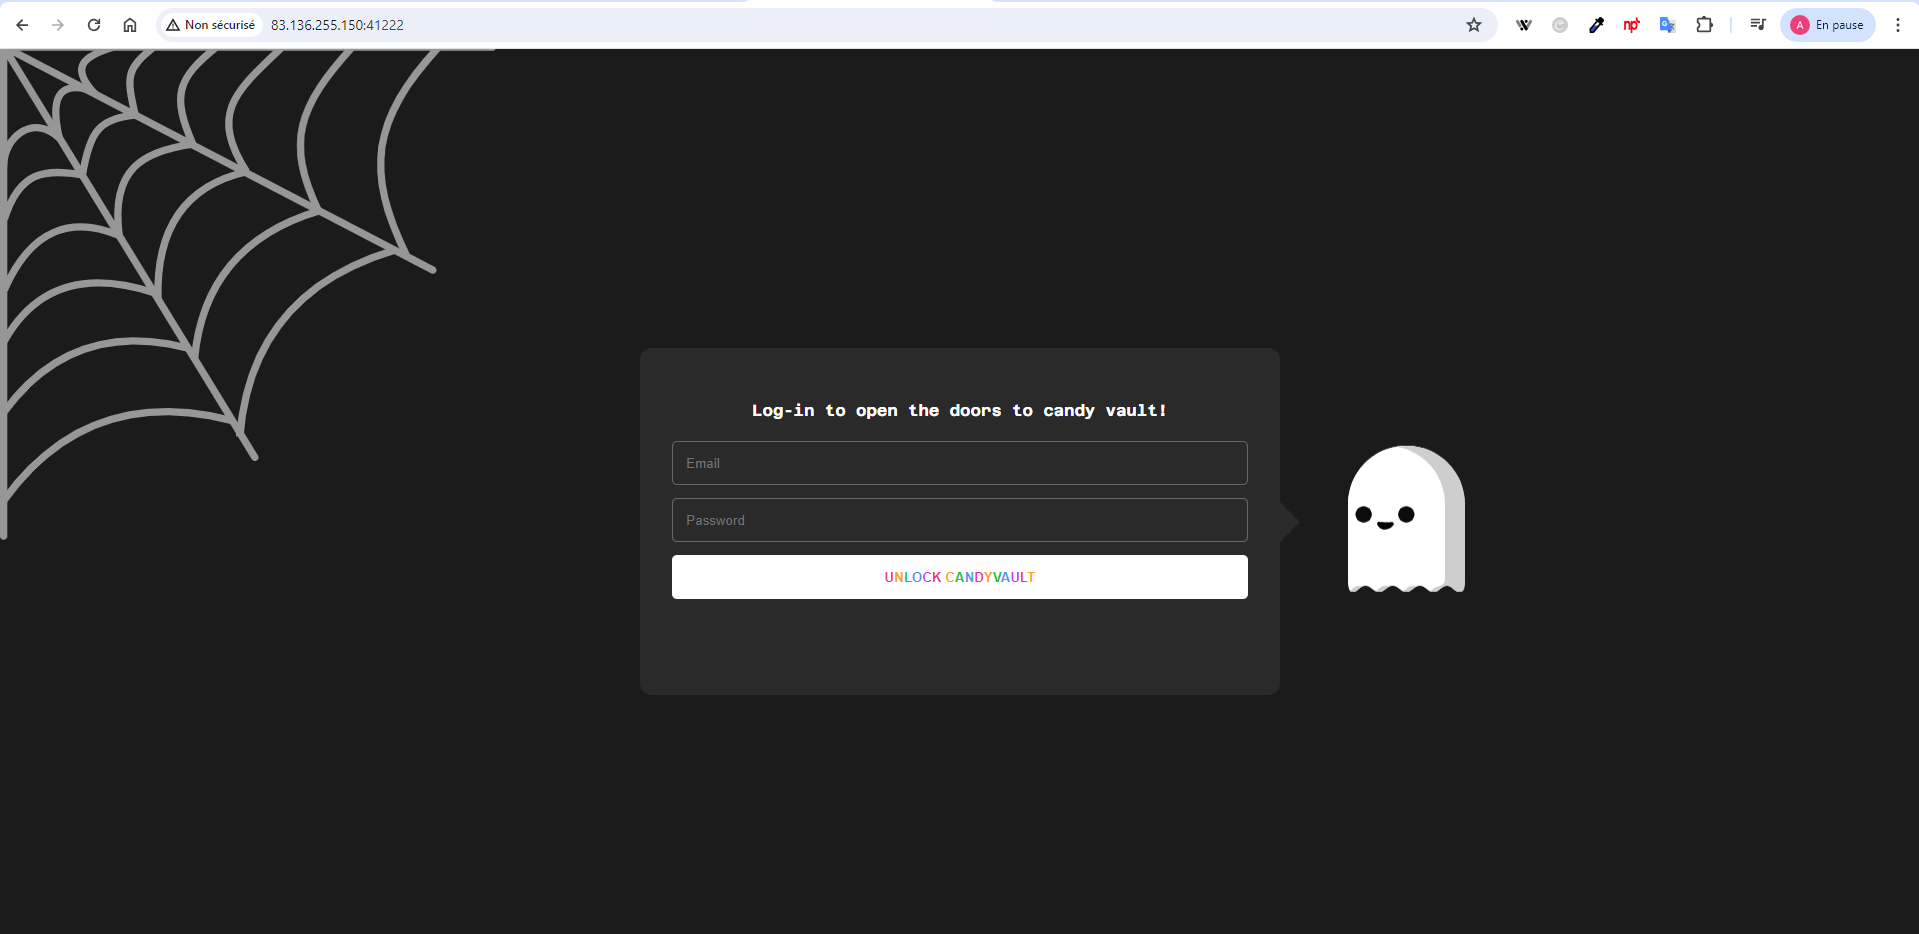 Non sécurisé 83.136.255.150:41222
A En pause
Log-in to open the doors to candy vault!
Email
Password
UNLOCK CANDYVAULT